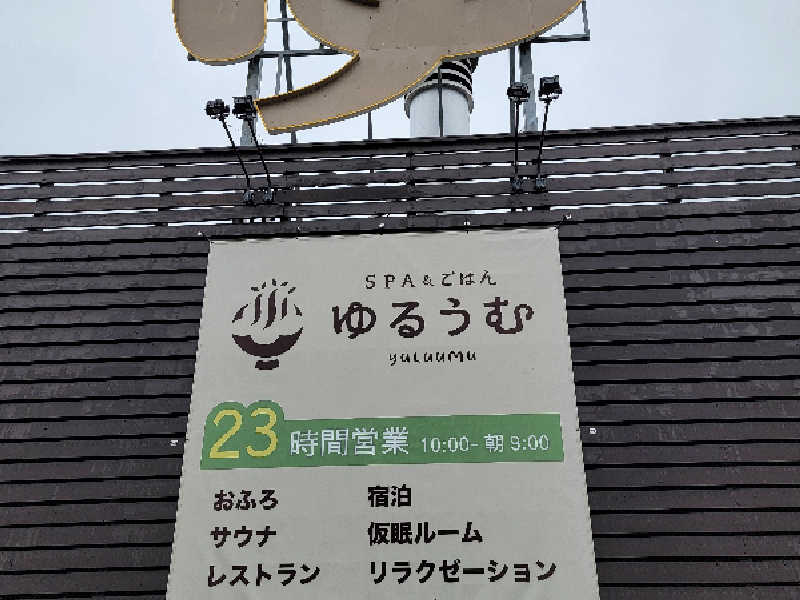 SPA&ごはん
ゆるうむ
yuluumu
23時間営業 10:00-朝9:00
おふろ 宿泊
サウナ 仮眠ルーム
レストラン リラクゼーション